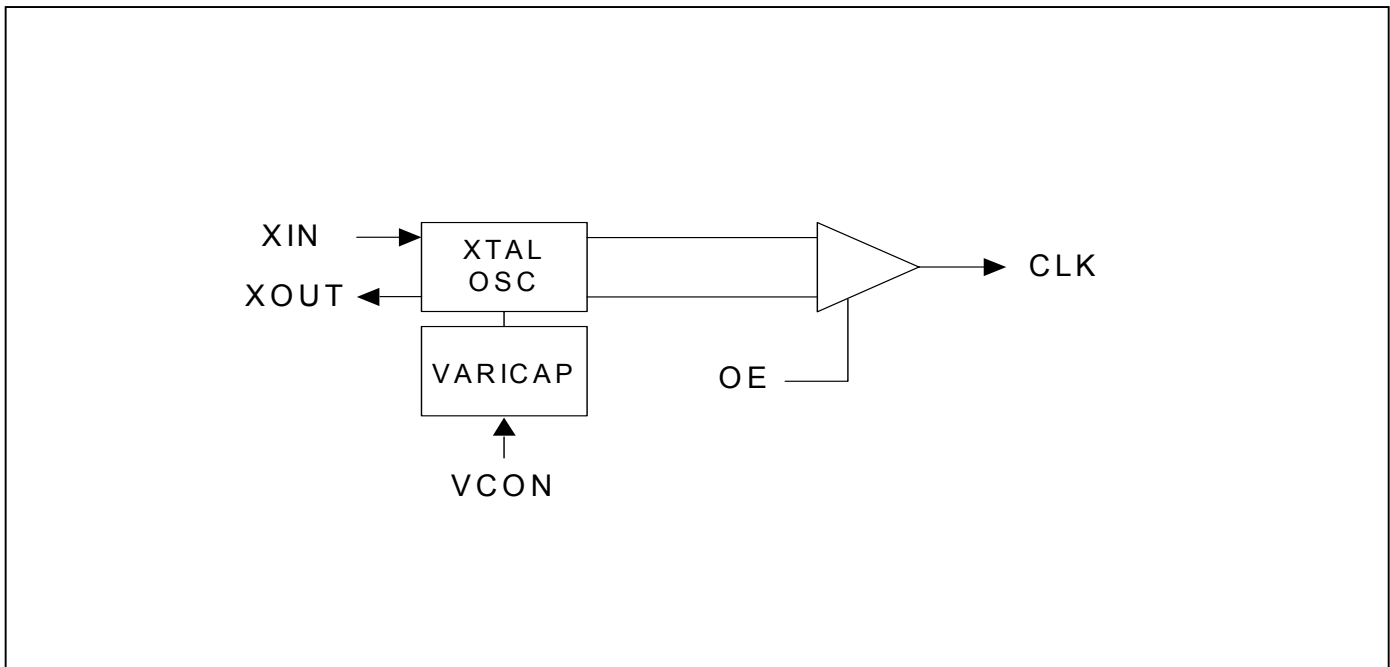 XIN
XOUT
XTAL
OSC
VARICAP
VCON
OE
CLK